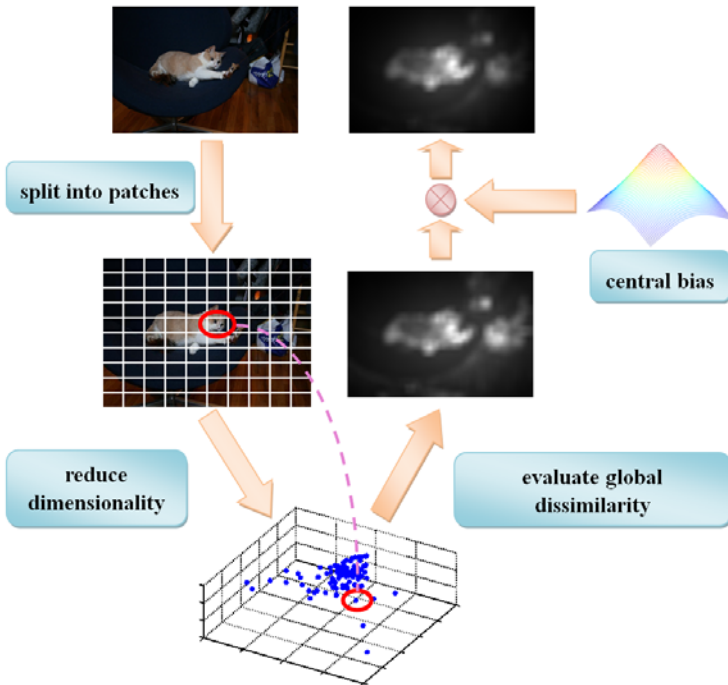 split into patches
central bias
reduce
dimensionality
evaluate global
dissimilarity